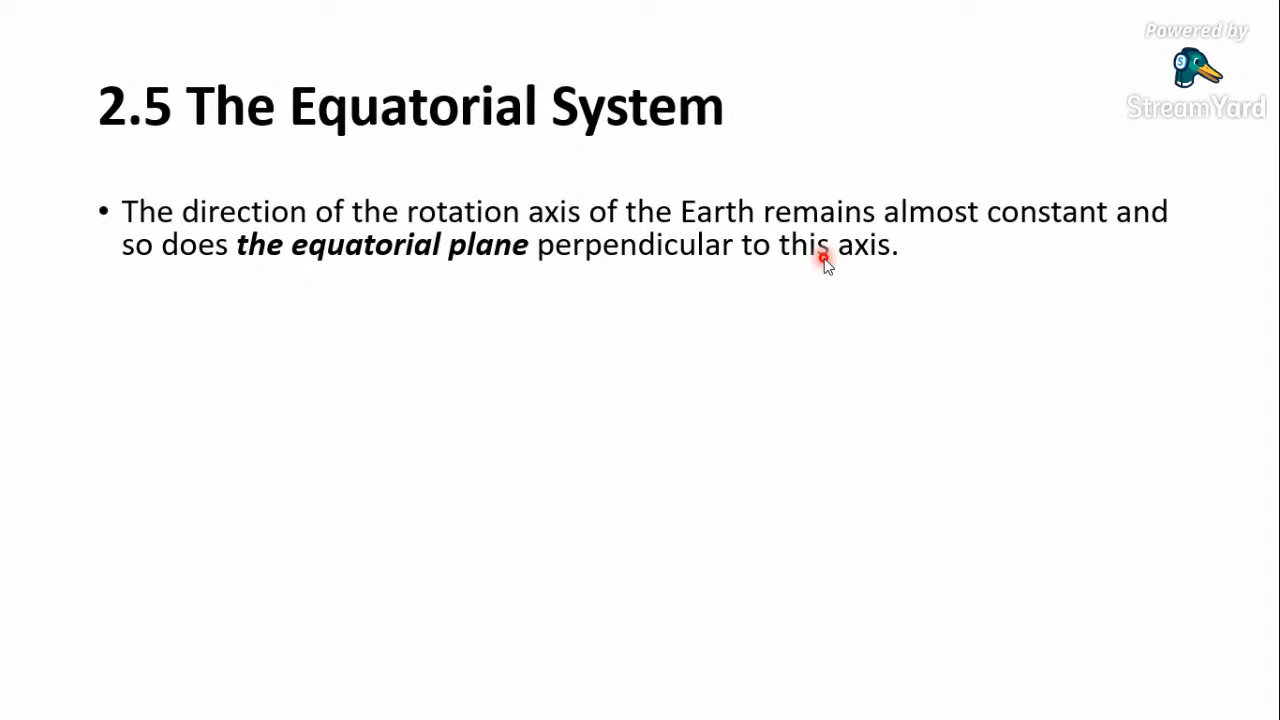 Powered by
StreamYard
2.5 The Equatorial System
• The direction of the rotation axis of the Earth remains almost constant and
so does the equatorial plane perpendicular to this axis.